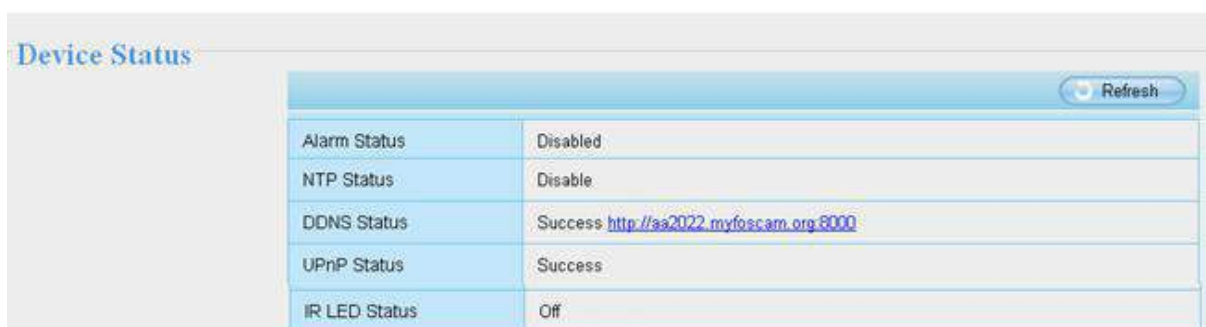 Device Status
Refresh
Alarm Status Disabled
NTP Status Disable
DDNS Status Success http://aa2022.myfoscam.org:8000
UPnP Status Success
IR LED Status Off